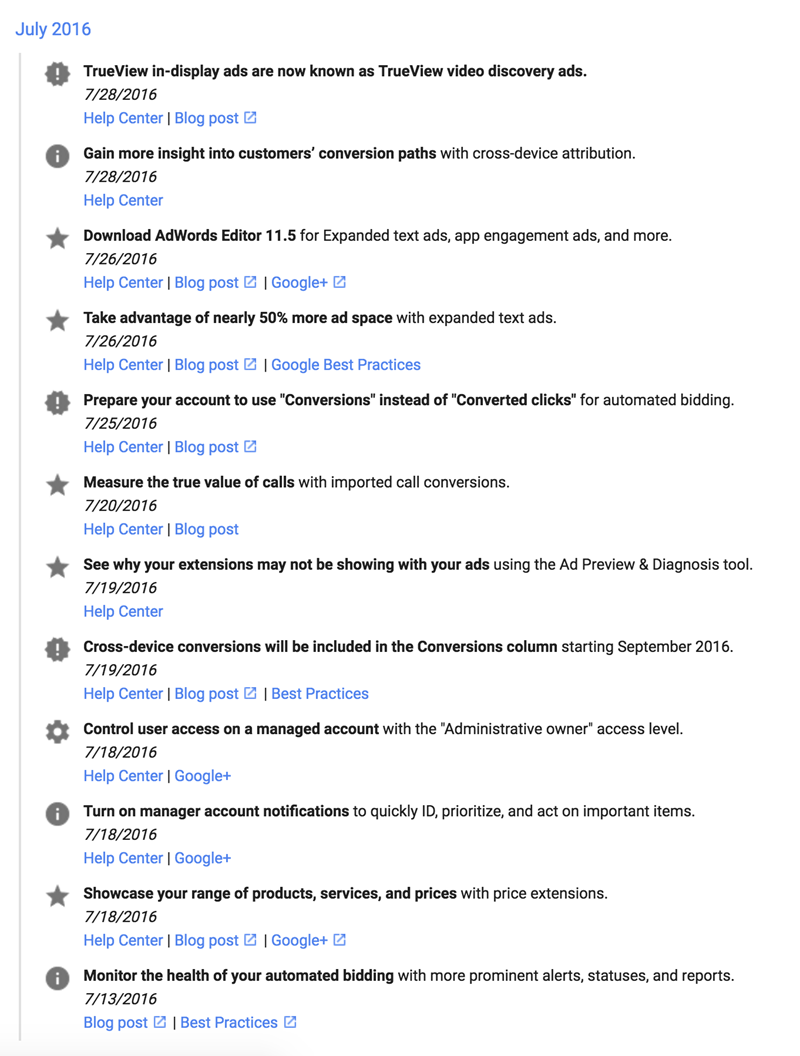 July 2016
TrueView in-display ads are now known as TrueView video discovery ads.
7/28/2016
Help Center | Blog post
Gain more insight into customers’ conversion paths with cross-device attribution.
7/28/2016
Help Center
Download AdWords Editor 11.5 for Expanded text ads, app engagement ads, and more.
7/26/2016
Help Center | Blog post | Google+
Take advantage of nearly 50% more ad space with expanded text ads.
7/26/2016
Help Center | Blog post | Google Best Practices
Prepare your account to use "Conversions" instead of "Converted clicks" for automated bidding.
7/25/2016
Help Center | Blog post
Measure the true value of calls with imported call conversions.
7/20/2016
Help Center | Blog post
See why your extensions may not be showing with your ads using the Ad Preview & Diagnosis tool.
7/19/2016
Help Center
Cross-device conversions will be included in the Conversions column starting September 2016.
7/19/2016
Help Center | Blog post | Best Practices
Control user access on a managed account with the "Administrative owner" access level.
7/18/2016
Help Center | Google+
Turn on manager account notifications to quickly ID, prioritize, and act on important items.
7/18/2016
Help Center | Google+
Showcase your range of products, services, and prices with price extensions.
7/18/2016
Help Center | Blog post | Google+
Monitor the health of your automated bidding with more prominent alerts, statuses, and reports.
7/13/2016
Blog post | Best Practices